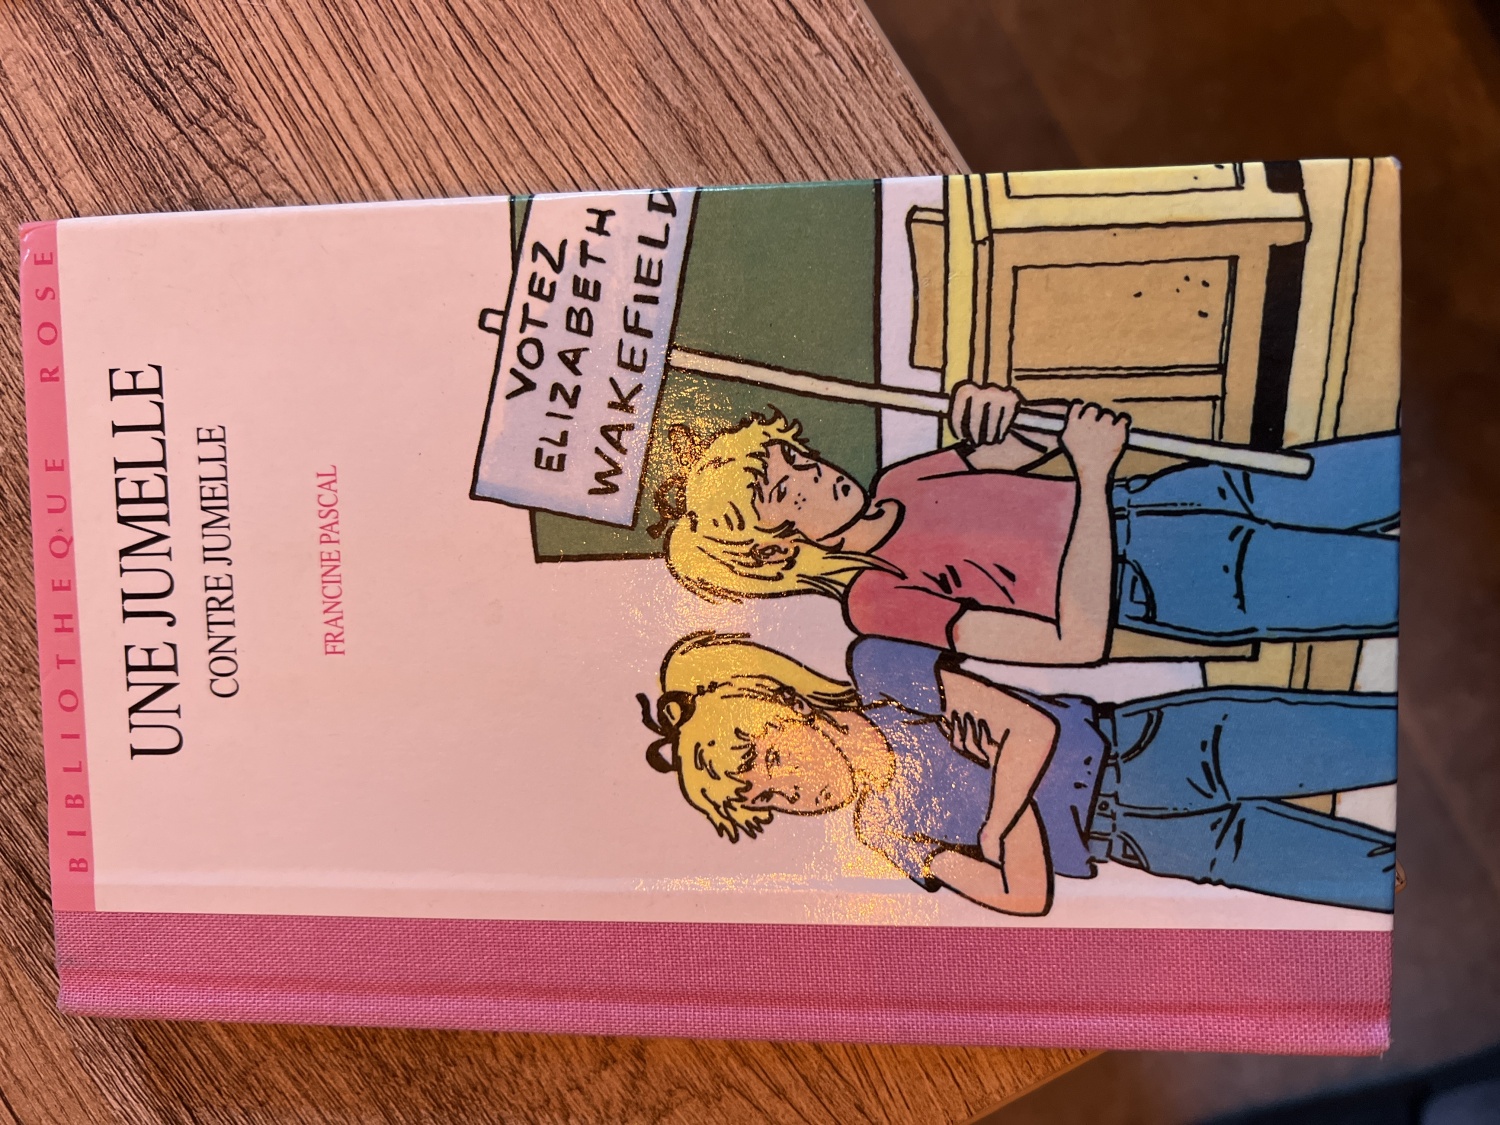 BIBLIOTHEQUE ROSE
UNE JUMELLE
CONTRE JUMELLE
FRANCINE PASCAL
VOTEZ
ELIZABETH
WAKEFIELD